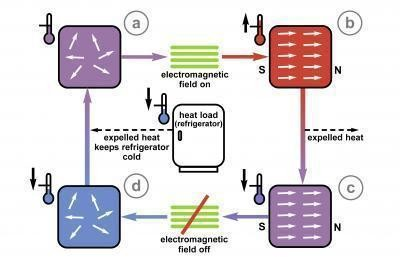 a
b
electromagnetic
field on
S
N
heat load
(refrigerator)
expelled heat
keeps refrigerator
cold
expelled heat
d
c
S
N
electromagnetic
field off